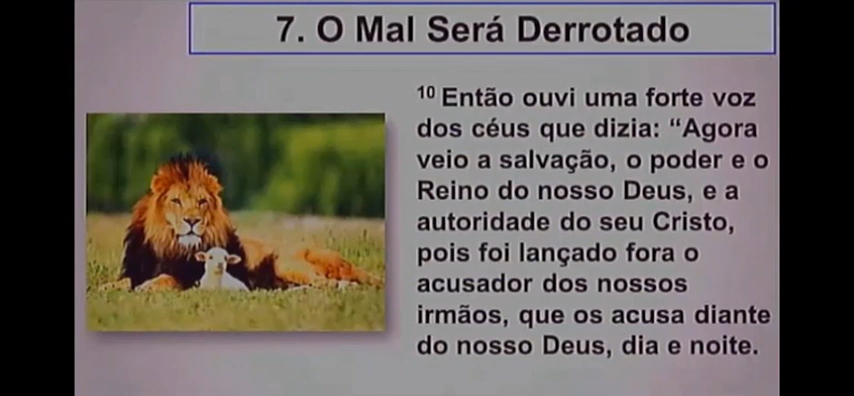 7. O Mal Será Derrotado
10 Então ouvi uma forte voz
dos céus que dizia: “Agora
veio a salvação, o poder e o
Reino do nosso Deus, e a
autoridade do seu Cristo,
pois foi lançado fora o
acusador dos nossos
irmãos, que os acusa diante
do nosso Deus, dia e noite.